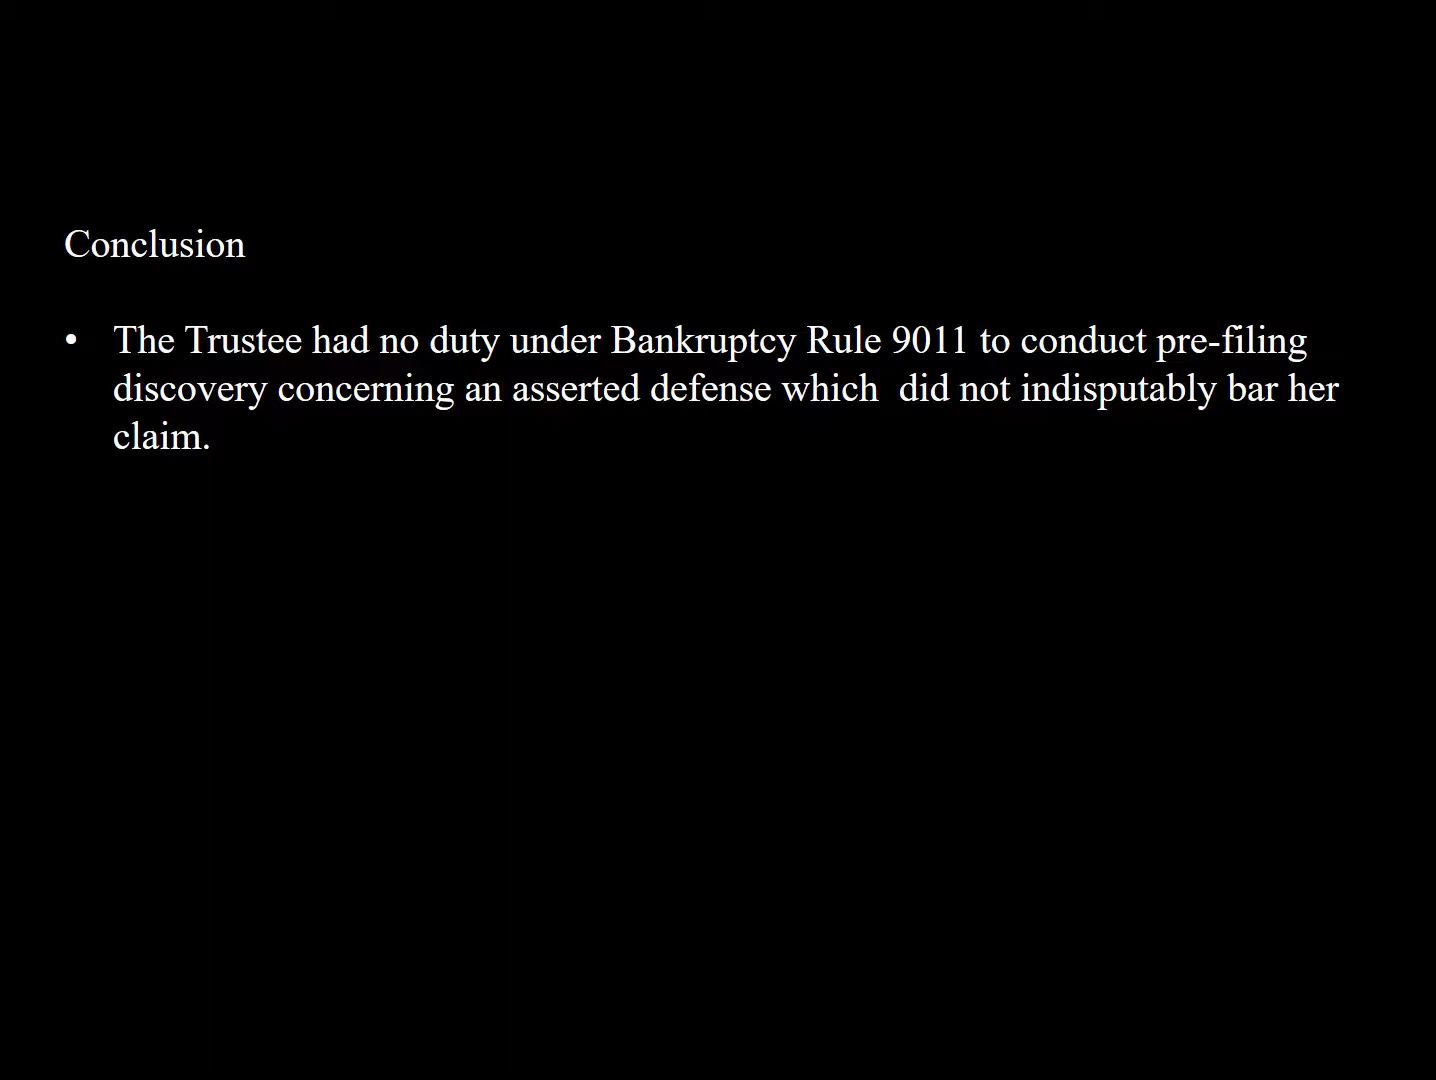 Conclusion
• The Trustee had no duty under Bankruptcy Rule 9011 to conduct pre-filing
discovery concerning an asserted defense which  did not indisputably bar her
claim.